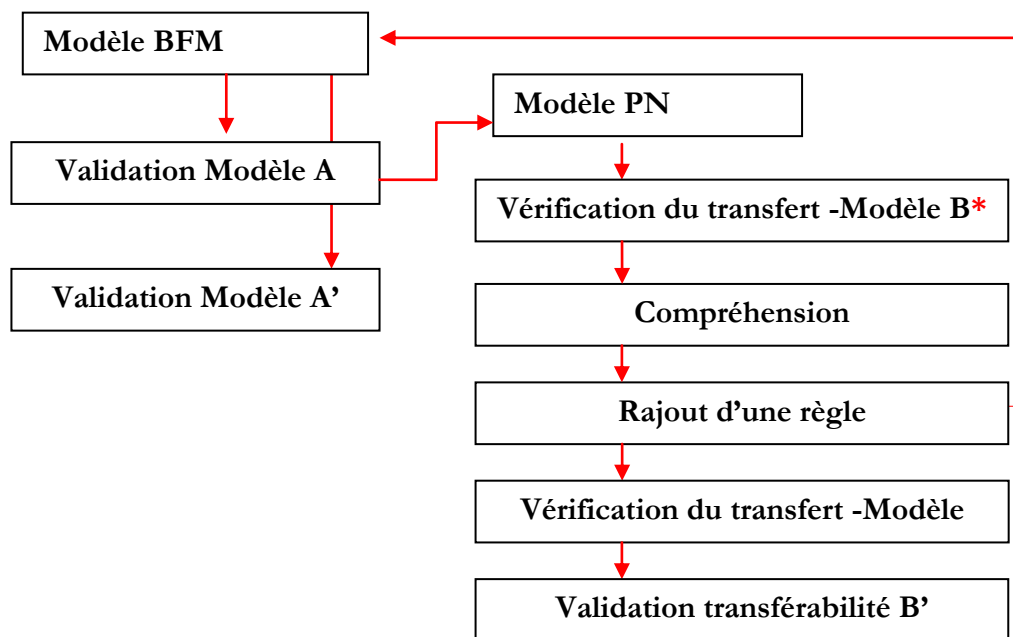 Modèle BFM
Validation Modèle A
Validation Modèle A’
Modèle PN
Vérification du transfert -Modèle B*
Compréhension
Rajout d’une règle
Vérification du transfert -Modèle
Validation transférabilité B’